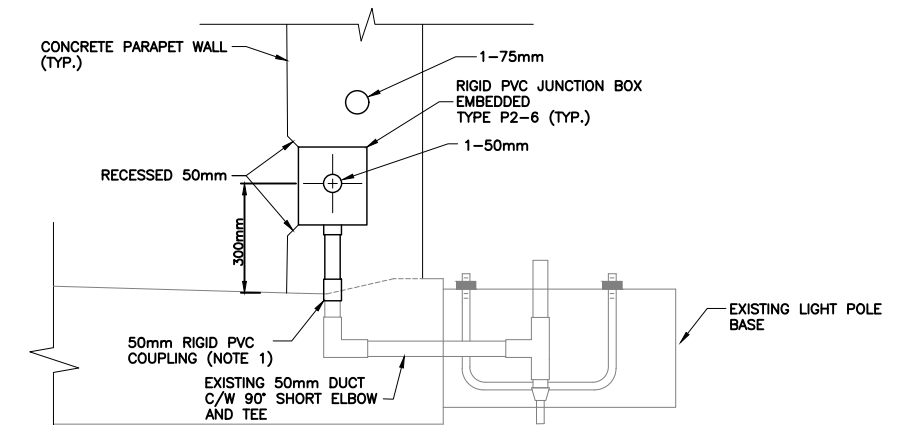 CONCRETE PARAPET WALL
(TYP.)
1-75mm
RIGID PVC JUNCTION BOX
EMBEDDED
TYPE P2-6 (TYP.)
1-50mm
RECESSED 50mm
300mm
EXISTING LIGHT POLE
BASE
50mm RIGID PVC
COUPLING (NOTE 1)
EXISTING 50mm DUCT
C/W 90° SHORT ELBOW
AND TEE